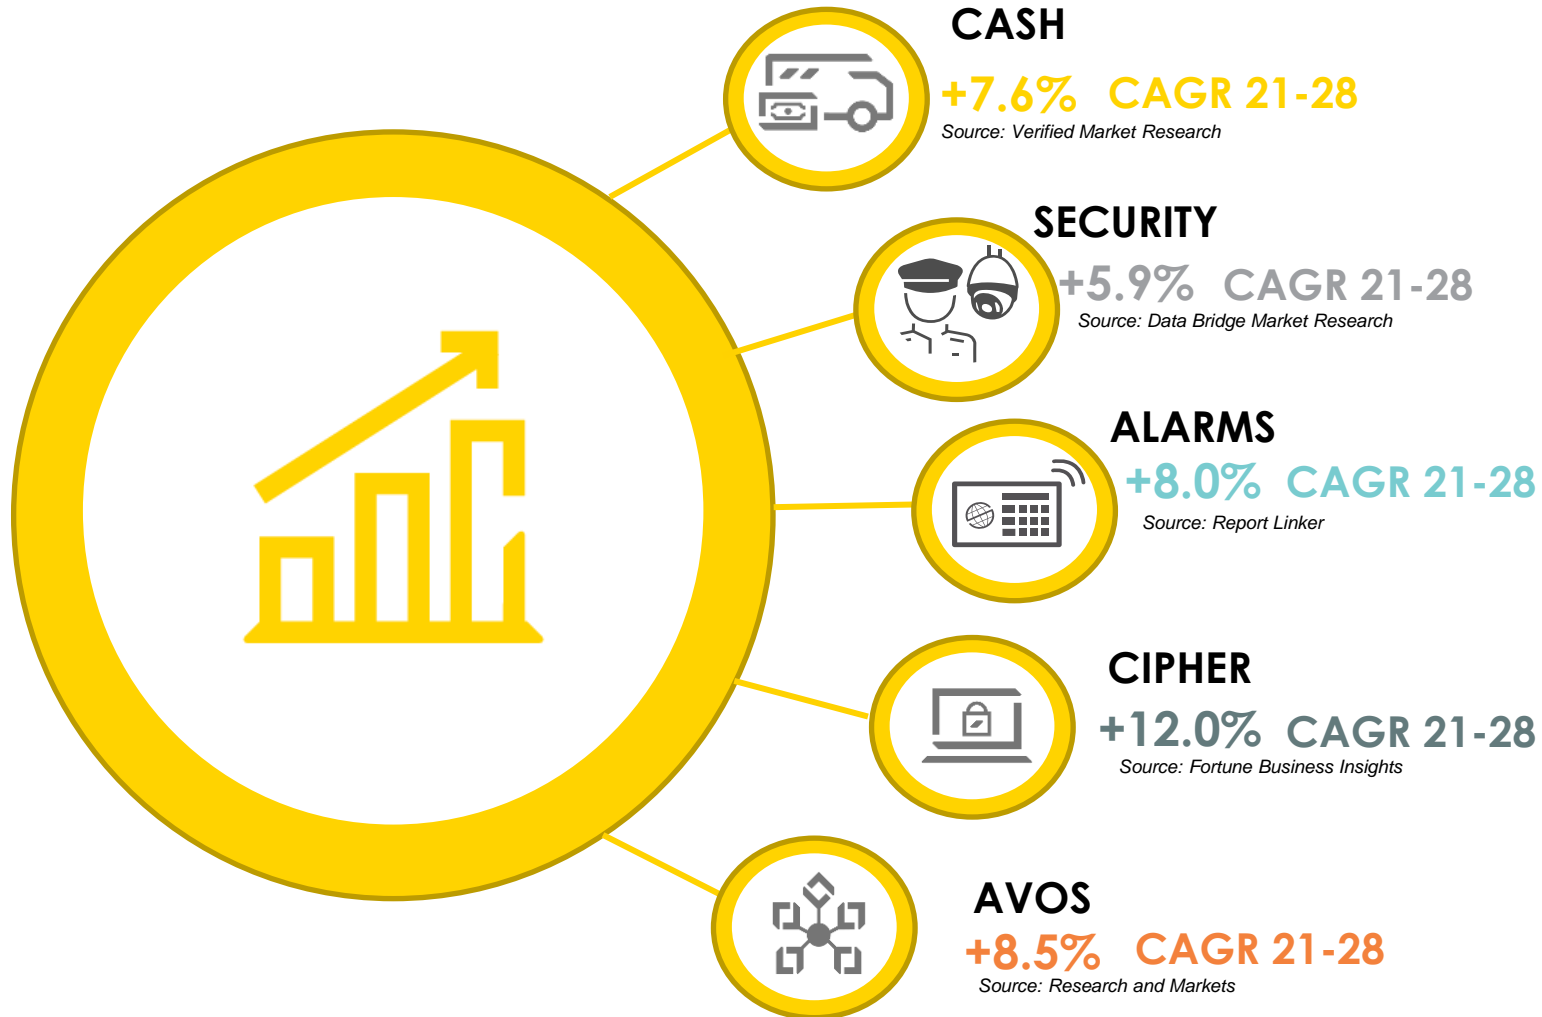 CASH
+7.6% CAGR 21-28
Source: Verified Market Research
SECURITY
+5.9% CAGR 21-28
Source: Data Bridge Market Research
ALARMS
+8.0% CAGR 21-28
Source: Report Linker
CIPHER
+12.0% CAGR 21-28
Source: Fortune Business Insights
AVOS
+8.5% CAGR 21-28
Source: Research and Markets